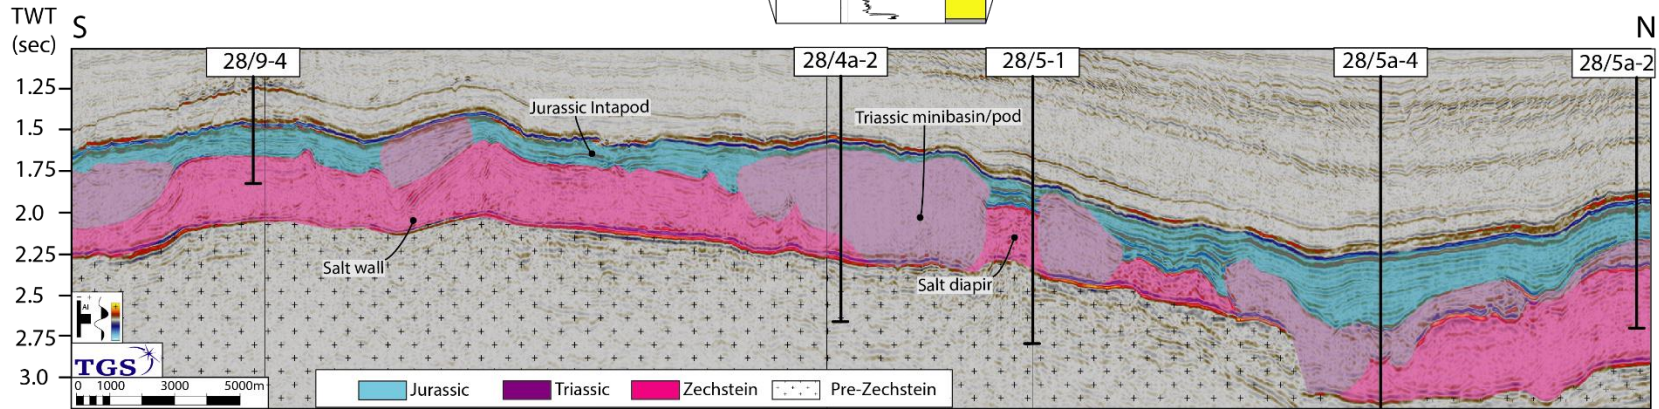 TWT
(sec)
S
N
28/9-4
28/4a-2
28/5-1
28/5a-4
28/5a-2
1.25
1.5
1.75
2.0
2.25
2.5
2.75
3.0
Jurassic Intapod
Triassic minibasin/pod
Salt wall
Salt diapir
AI
TGS
0 1000 3000 5000m
Jurassic
Triassic
Zechstein
Pre-Zechstein